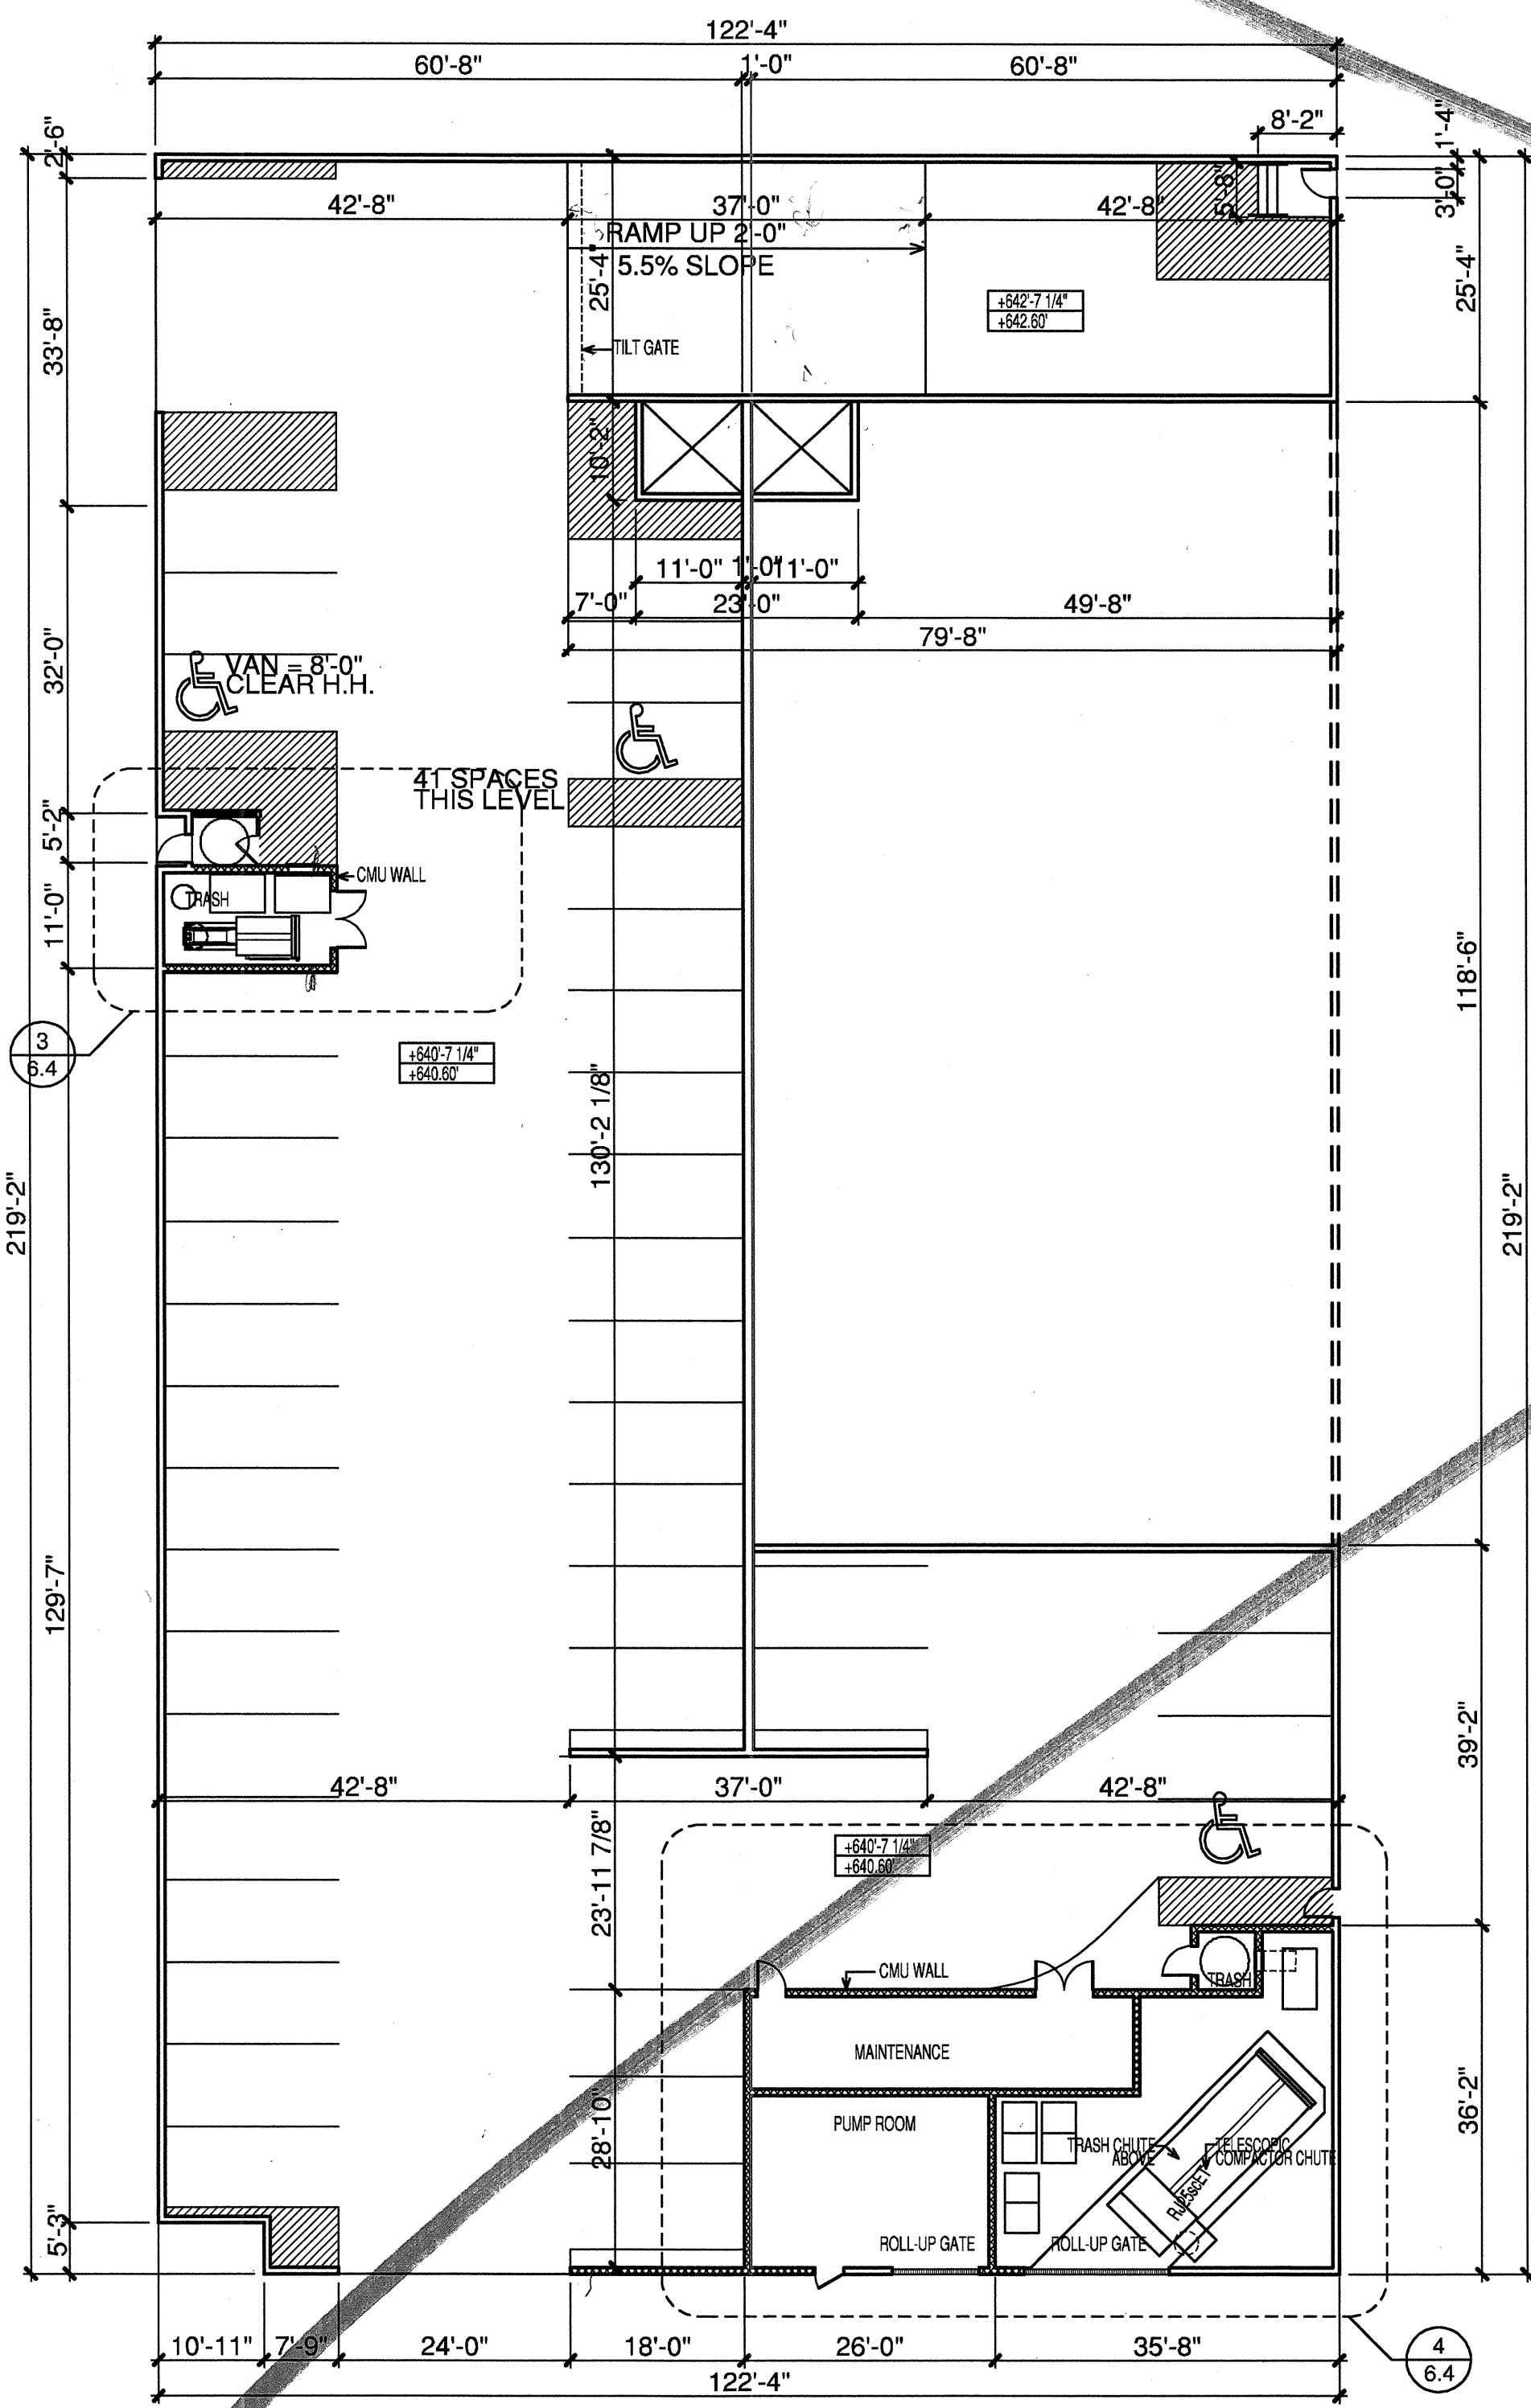 122'-4"
60'-8" 1'-0" 60'-8"
8'-2"
1'-4"
2'-6"
3'-0"
5'-8"
42'-8" 37'-0" 42'-8"
RAMP UP 2'-0"
5.5% SLOPE
25'-4"
25'-4"
+642'-7 1/4"
+642.60'
TILT GATE
33'-8"
10'-2"
11'-0" 1'-0" 11'-0"
7'-0" 23'-0" 49'-8"
79'-8"
32'-0"
VAN = 8'-0"
CLEAR H.H.
41 SPACES
THIS LEVEL
5'-2"
CMU WALL
TRASH
11'-0"
118'-6"
3
6.4
+640'-7 1/4"
+640.60'
130'-2 1/8"
219'-2"
219'-2"
129'-7"
39'-2"
42'-8" 37'-0" 42'-8"
+640'-7 1/4"
+640.60'
23'-11 7/8"
CMU WALL
TRASH
MAINTENANCE
36'-2"
28'-10"
PUMP ROOM
TRASH CHUTE
ABOVE
TELESCOPIC
COMPACTOR CHUTE
5'-3"
ROLL-UP GATE
ROLL-UP GATE
10'-11" 7'-9" 24'-0" 18'-0" 26'-0" 35'-8"
122'-4"
4
6.4